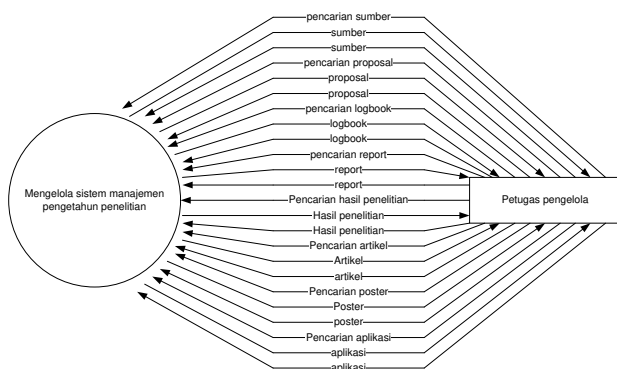 pencarian sumber
sumber
sumber
pencarian proposal
proposal
proposal
pencarian logbook
logbook
logbook
pencarian report
report
report
Pencarian hasil penelitian
Hasil penelitian
Hasil penelitian
Pencarian artikel
Artikel
artikel
Pencarian poster
Poster
poster
Pencarian aplikasi
aplikasi
aplikasi
Mengelola sistem manajemen
pengetahun penelitian
Petugas pengelola